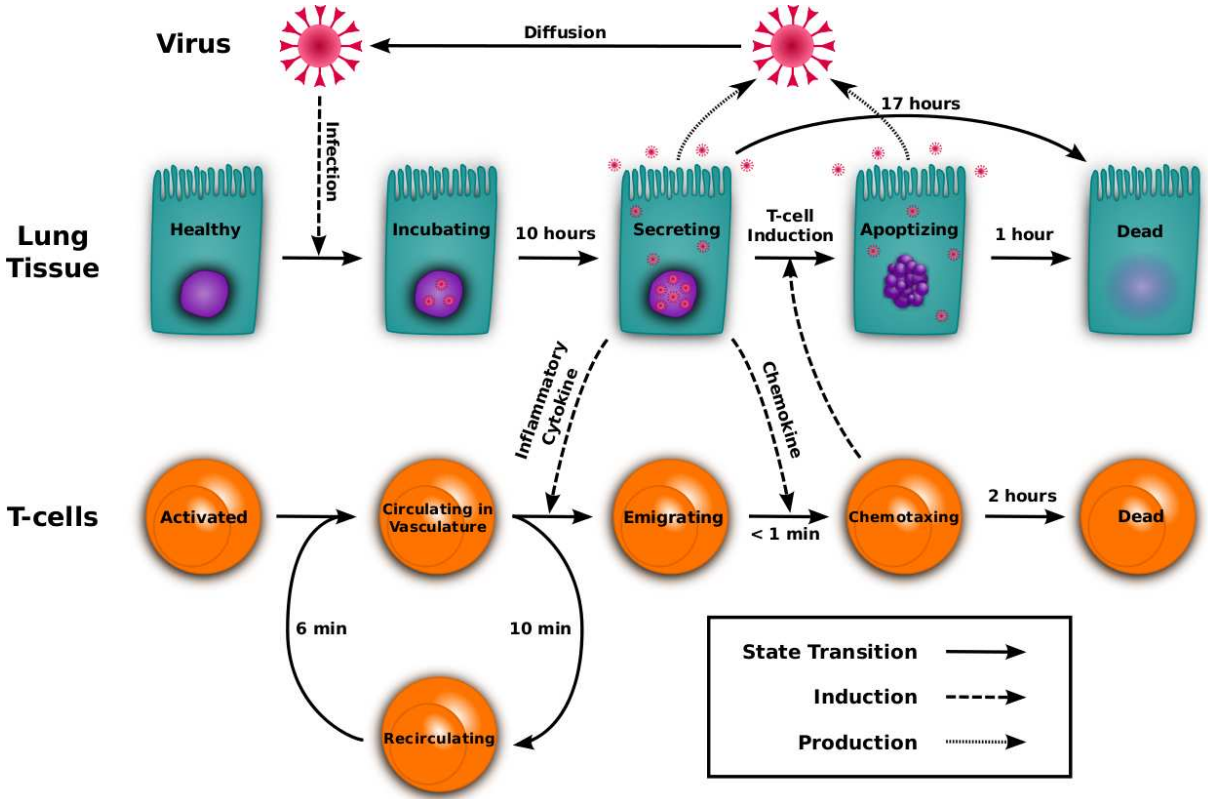 Virus
Diffusion
17 hours
Infection
Lung
Tissue
Healthy
Incubating
10 hours
Secreting
T-cell
Induction
Apoptizing
1 hour
Dead
Inflammatory
Cytokine
Chemokine
T-cells
Activated
Circulating in
Vasculature
Emigrating
< 1 min
Chemotaxing
2 hours
Dead
6 min
10 min
Recirculating
State Transition
Induction
Production